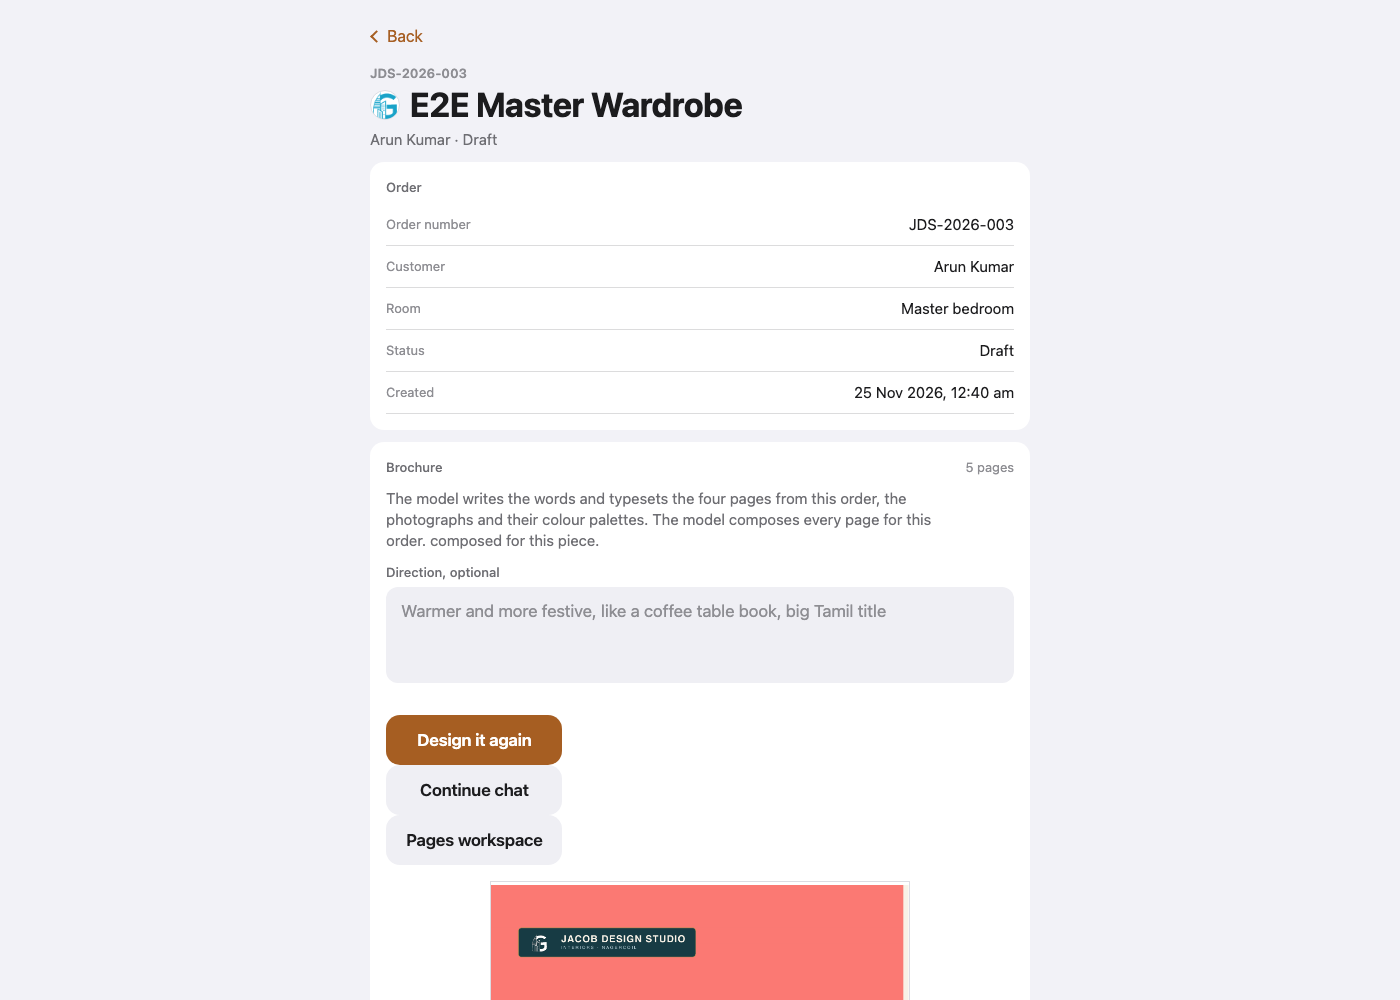 Back
JDS-2026-003
E2E Master Wardrobe
Arun Kumar · Draft
Order
Order number JDS-2026-003
Customer Arun Kumar
Room Master bedroom
Status Draft
Created 25 Nov 2026, 12:40 am
Brochure 5 pages
The model writes the words and typesets the four pages from this order, the
photographs and their colour palettes. The model composes every page for this
order. composed for this piece.
Direction, optional
Warmer and more festive, like a coffee table book, big Tamil title
Design it again
Continue chat
Pages workspace
JACOB DESIGN STUDIO
INTERIORS · NAGERCOIL